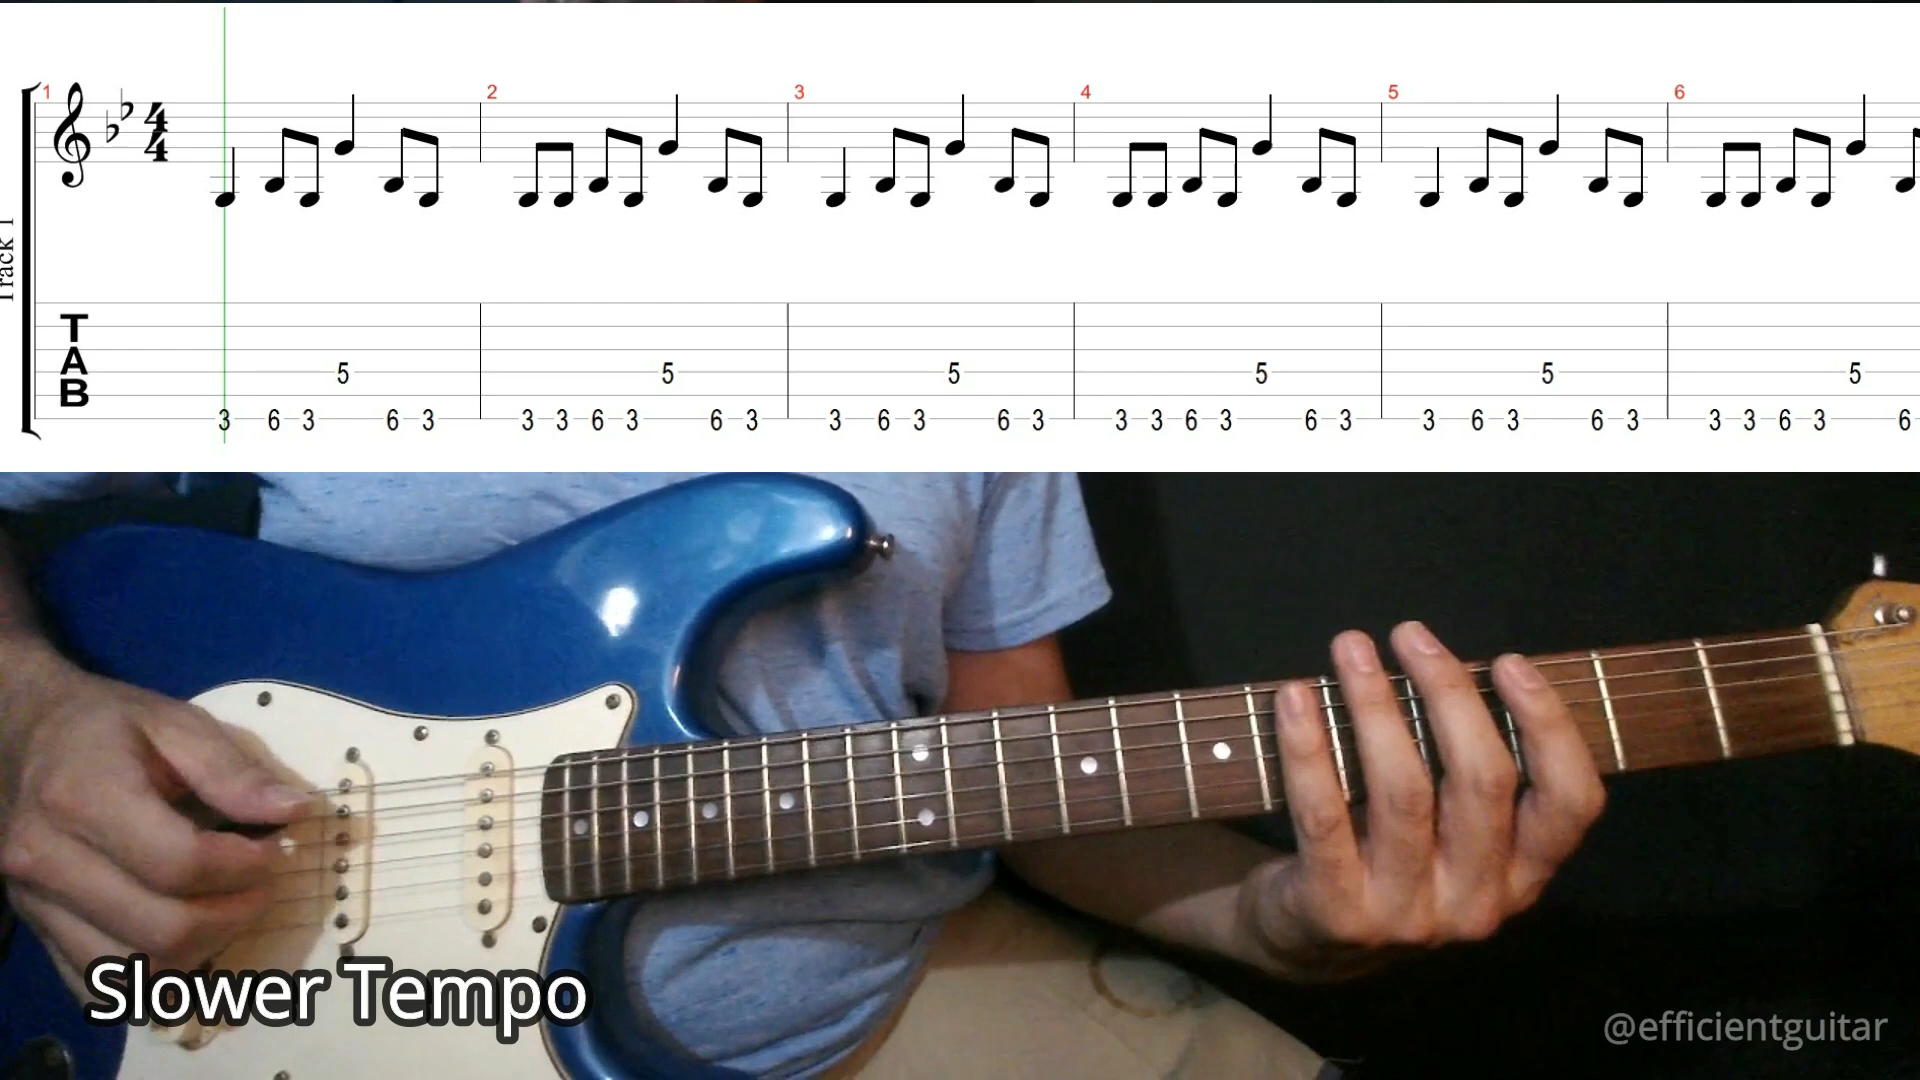 1 2 3 4 5 6
4
4
Track 1
T
A
B
5 5 5 5 5 5
3 6 3 6 3 3 3 6 3 6 3 3 6 3 6 3 3 3 6 3 6 3 3 6 3 6 3 3 3 6 3 6
Slower Tempo
@efficientguitar